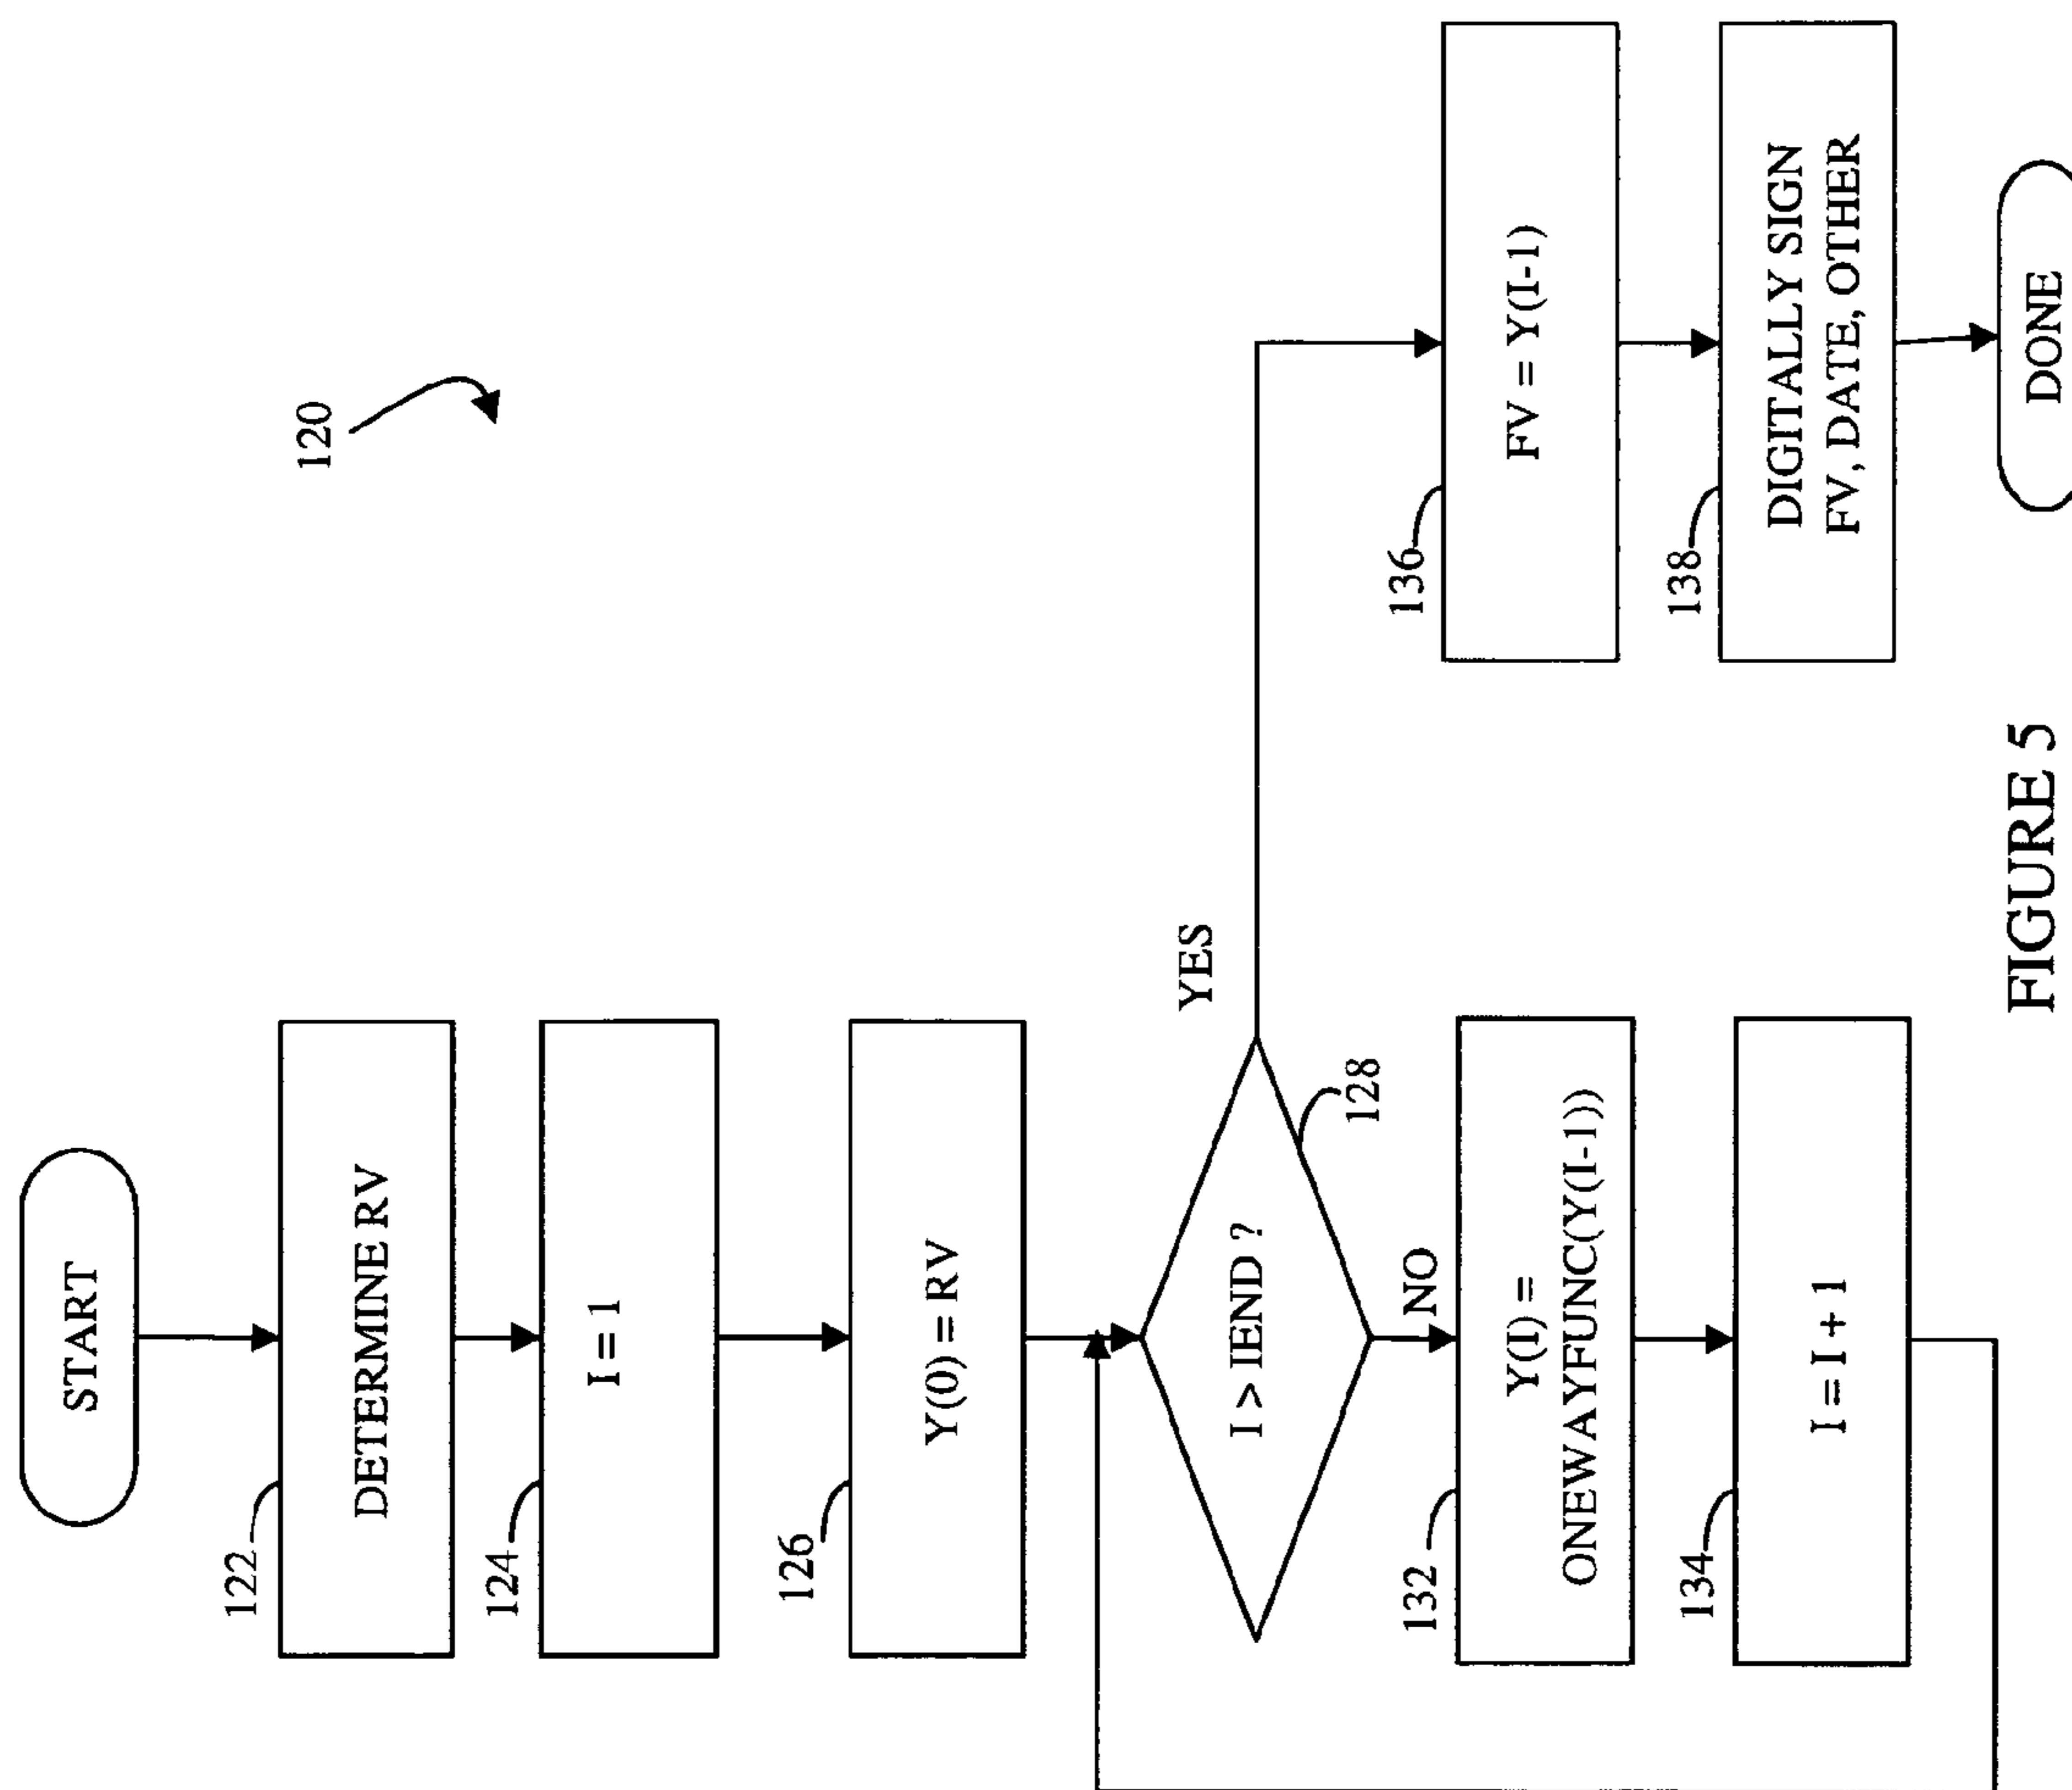 120
START
122
DETERMINE RV
124
I = 1
126
Y(0) = RV
128
I > IEND ?
YES
NO
132
Y(I) =
ONEWAYFUNC(Y(I-1))
134
I = I + 1
136
FV = Y(I-1)
138
DIGITALLY SIGN
FV, DATE, OTHER
DONE
FIGURE 5